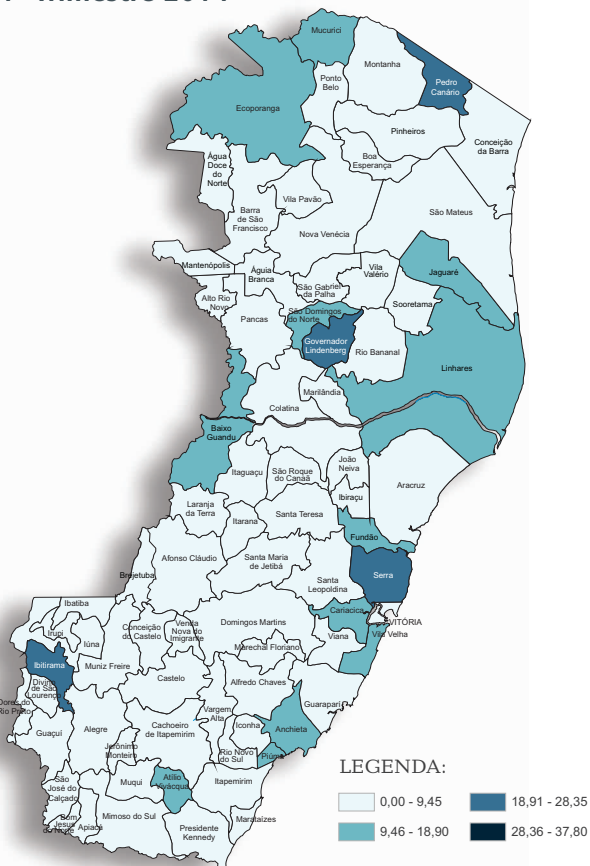 Mucurici
Montanha
Ponto
Belo
Pedro
Canário
Ecoporanga
Pinheiros
Conceição
da Barra
Água
Doce
do
Norte
Boa
Esperança
Vila Pavão
Barra
de São
Francisco
São Mateus
Nova Venécia
Mantenópolis
Águia
Branca
Vila
Valério
Jaguaré
São Gabriel
da Palha
Alto Rio
Novo
Sooretama
Pancas
São Domingos
do Norte
Governador
Lindenberg
Rio Bananal
Linhares
Marilândia
Colatina
Baixo
Guandu
João
Neiva
Itaguaçu
São Roque
do Canaã
Aracruz
Ibiraçu
Laranja
da Terra
Itarana
Santa Teresa
Fundão
Afonso Cláudio
Santa Maria
de Jetibá
Brejetuba
Santa
Leopoldina
Serra
Ibatiba
Cariacica
VITÓRIA
Irupi
Iúna
Conceição
do Castelo
Venda
Nova do
Imigrante
Domingos Martins
Viana
Vila Velha
Marechal Floriano
Ibitirama
Muniz Freire
Divino
de São
Lourenço
Castelo
Alfredo Chaves
Dores do
Rio Preto
Guarapari
Vargem
Alta
Guaçuí
Alegre
Cachoeiro
de Itapemirim
Iconha
Anchieta
Jerônimo
Monteiro
Rio Novo
do Sul
Piúma
São
José do
Calçado
Muqui
Atílio
Vivácqua
Itapemirim
Bom
Jesus
do Norte
Apiacá
Mimoso do Sul
Presidente
Kennedy
Marataízes
LEGENDA:
0,00 - 9,45
18,91 - 28,35
9,46 - 18,90
28,36 - 37,80